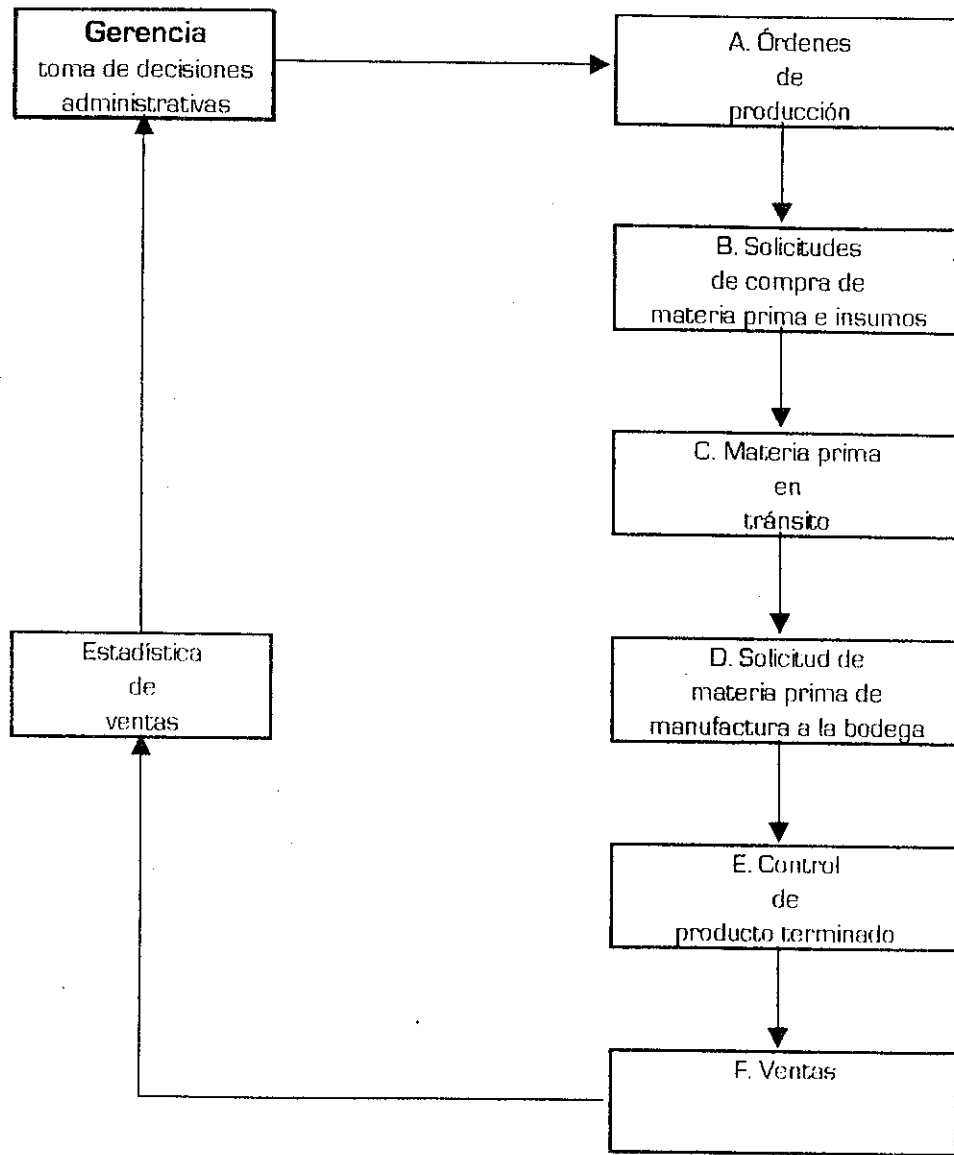 Gerencia
toma de decisiones
administrativas
A. Órdenes
de
producción
B. Solicitudes
de compra de
materia prima e insumos
C. Materia prima
en
tránsito
D. Solicitud de
materia prima de
manufactura a la bodega
E. Control
de
producto terminado
F. Ventas
Estadística
de
ventas